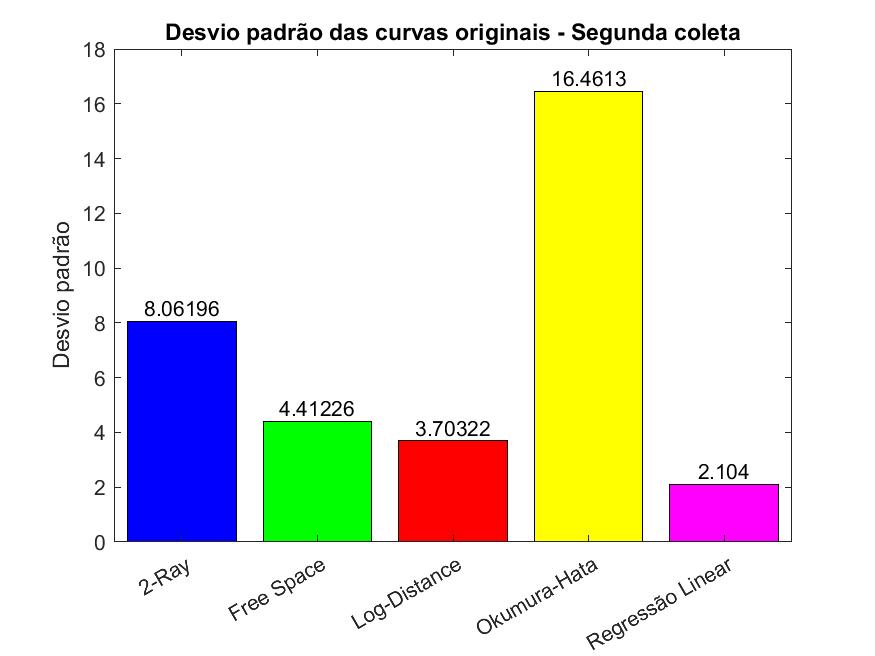 Desvio padrão das curvas originais - Segunda coleta
18
16
14
12
10
8
6
4
2
0
Desvio padrão
8.06196
4.41226
3.70322
16.4613
2.104
2-Ray
Free Space
Log-Distance
Okumura-Hata
Regressão Linear